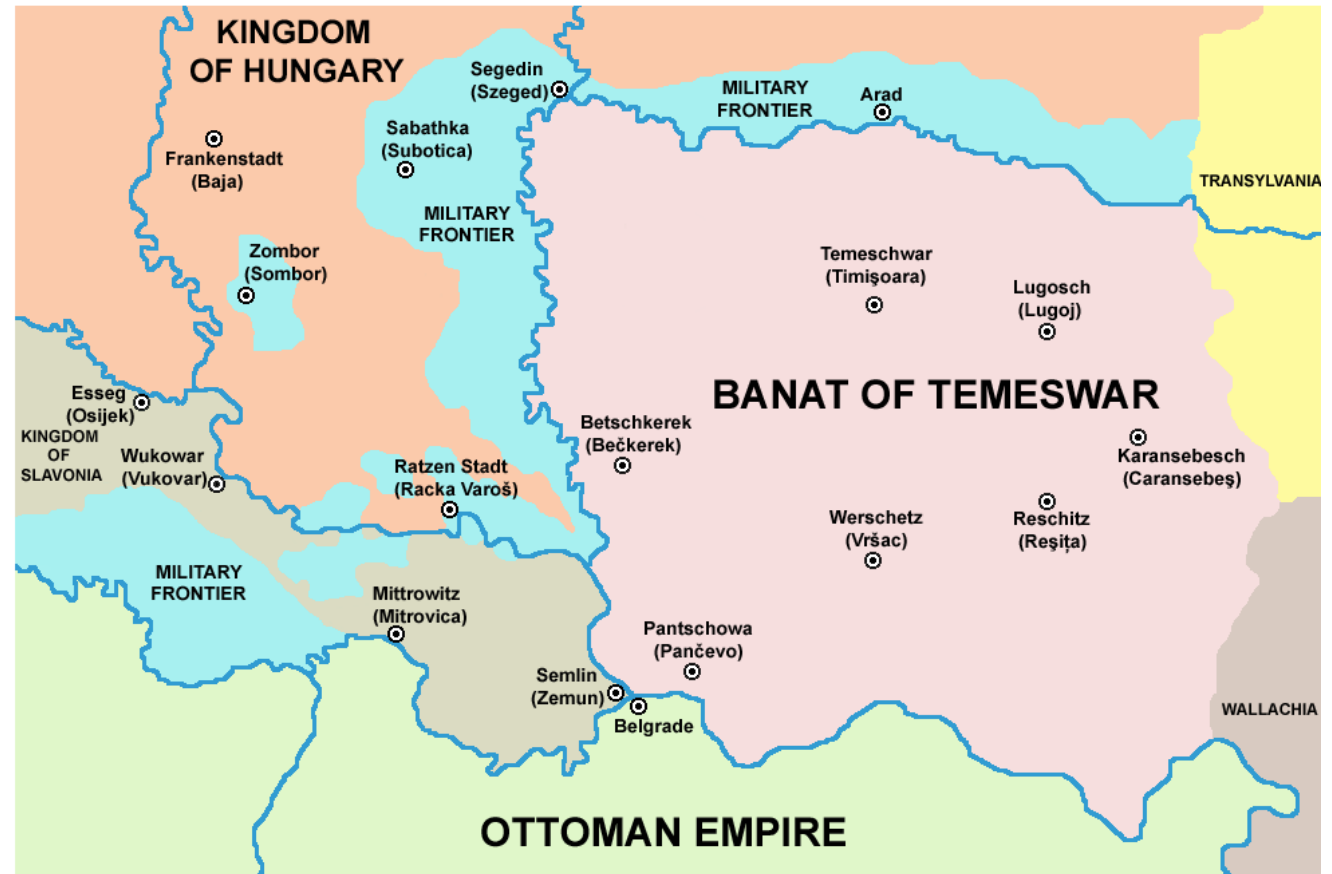 KINGDOM
OF HUNGARY
Segedin
(Szeged)
MILITARY
FRONTIER
Arad
Sabathka
(Subotica)
Frankenstadt
(Baja)
TRANSYLVANIA
MILITARY
FRONTIER
Zombor
(Sombor)
Temeschwar
(Timişoara)
Lugosch
(Lugoj)
BANAT OF TEMESWAR
Esseg
(Osijek)
KINGDOM
OF
SLAVONIA
Wukowar
(Vukovar)
Betschkerek
(Bečkerek)
Karansebesch
(Caransebeş)
Ratzen Stadt
(Racka Varoš)
Werschetz
(Vršac)
Reschitz
(Reşiţa)
MILITARY
FRONTIER
Mittrowitz
(Mitrovica)
Pantschowa
(Pančevo)
Semlin
(Zemun)
Belgrade
WALLACHIA
OTTOMAN EMPIRE